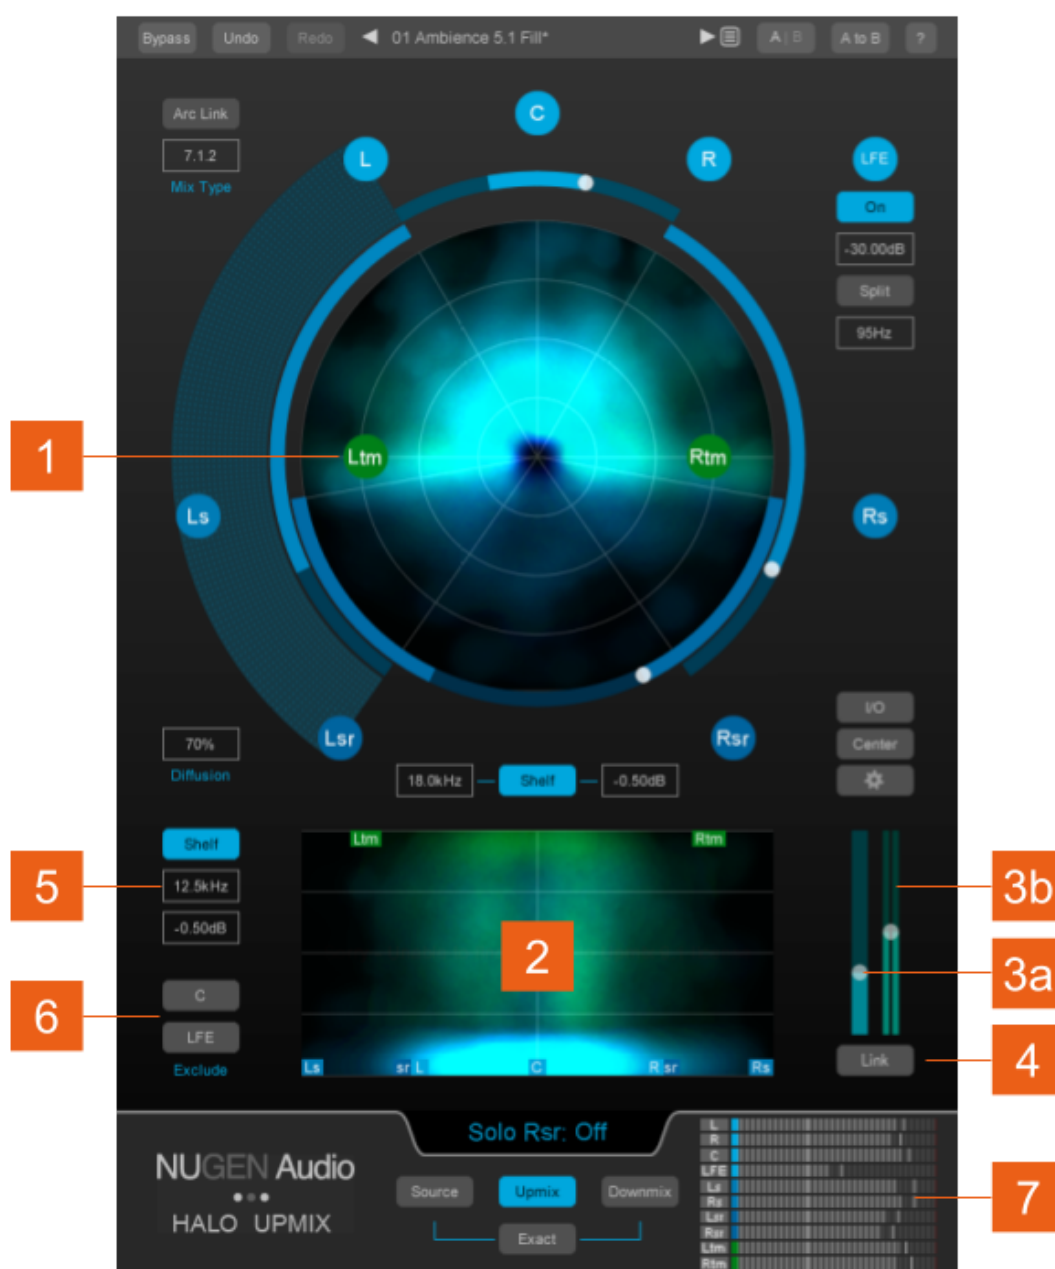 Bypass Undo Redo ◀ 01 Ambience 5.1 Fill* ▶ A | B A to B ?
Arc Link
7.1.2
Mix Type
C
L
R
LFE
On
-30.00dB
Split
95Hz
1
Ltm
Rtm
Ls
Rs
Lsr
Rsr
70%
Diffusion
I/O
Center
18.0kHz Shelf -0.50dB
Shelf
12.5kHz
-0.50dB
5
Ltm
Rtm
2
3b
3a
6
C
LFE
Exclude
Ls sr L C R sr Rs
Link
4
Solo Rsr: Off
NUGEN Audio
HALO UPMIX
Source Upmix Downmix
Exact
L
R
C
LFE
Ls
Rs
Lsr
Rsr
Ltm
Rtm
7